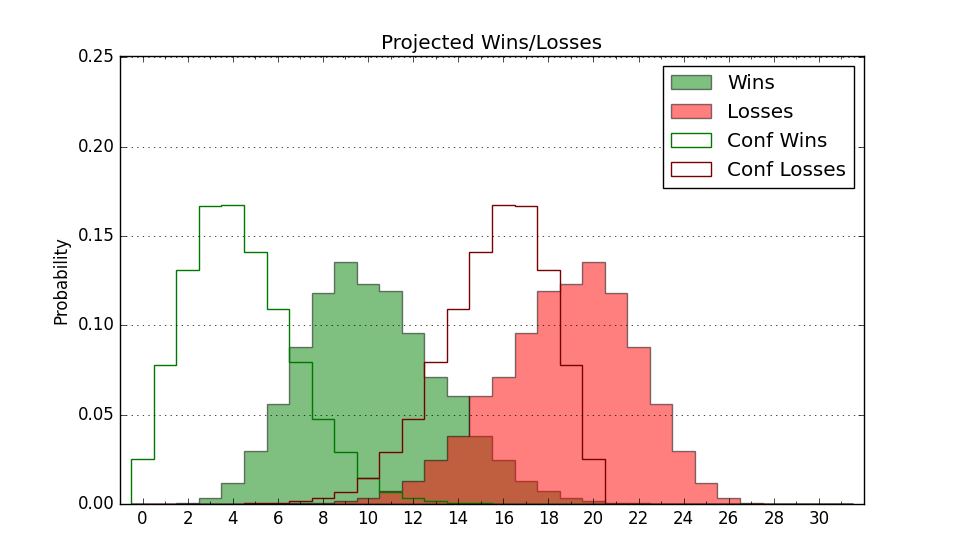 Projected Wins/Losses
0.25
0.20
0.15
0.10
0.05
0.00
Probability
Wins
Losses
Conf Wins
Conf Losses
0 2 4 6 8 10 12 14 16 18 20 22 24 26 28 30